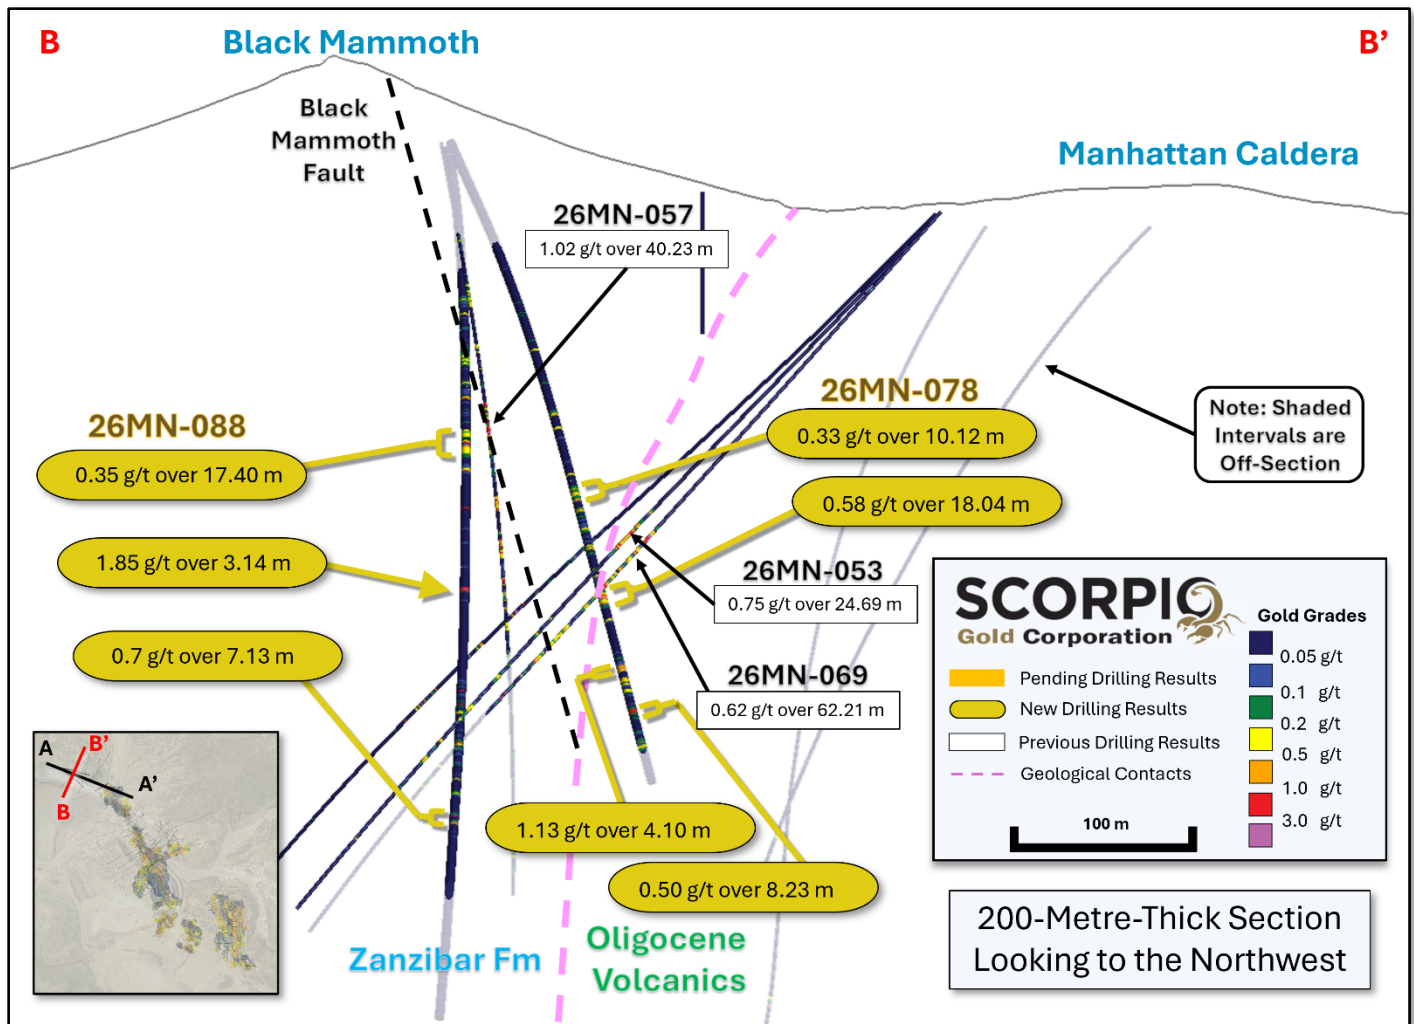 B
Black Mammoth
B’
Black
Mammoth
Fault
Manhattan Caldera
26MN-057
1.02 g/t over 40.23 m
26MN-078
0.33 g/t over 10.12 m
Note: Shaded
Intervals are
Off-Section
26MN-088
0.35 g/t over 17.40 m
0.58 g/t over 18.04 m
1.85 g/t over 3.14 m
26MN-053
0.75 g/t over 24.69 m
0.7 g/t over 7.13 m
26MN-069
0.62 g/t over 62.21 m
SCORPIO
Gold Corporation
Gold Grades
0.05 g/t
0.1 g/t
0.2 g/t
0.5 g/t
1.0 g/t
3.0 g/t
Pending Drilling Results
New Drilling Results
Previous Drilling Results
Geological Contacts
100 m
A
B’
A’
B
1.13 g/t over 4.10 m
0.50 g/t over 8.23 m
Zanzibar Fm
Oligocene
Volcanics
200-Metre-Thick Section
Looking to the Northwest